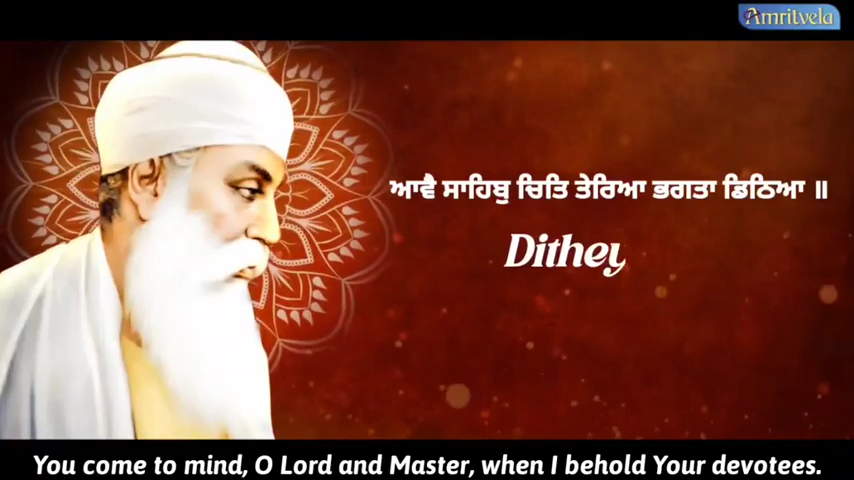 Amritvela
ਆਵੈ ਸਾਹਿਬੁ ਚਿਤਿ ਤੇਰਿਆ ਭਗਤਾ ਡਿਠਿਆ ॥
Dithey
You come to mind, O Lord and Master, when I behold Your devotees.